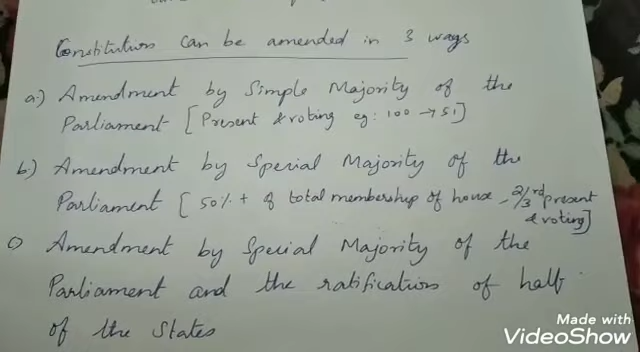 Constitution can be amended in 3 ways
a) Amendment by Simple Majority of the
Parliament [Present & voting eg: 100 → 51]
b) Amendment by Special Majority of the
Parliament [50% + of total membership of house - 2/3rd present
& voting]
c) Amendment by Special Majority of the
Parliament and the ratification of half
of the States
Made with
VideoShow